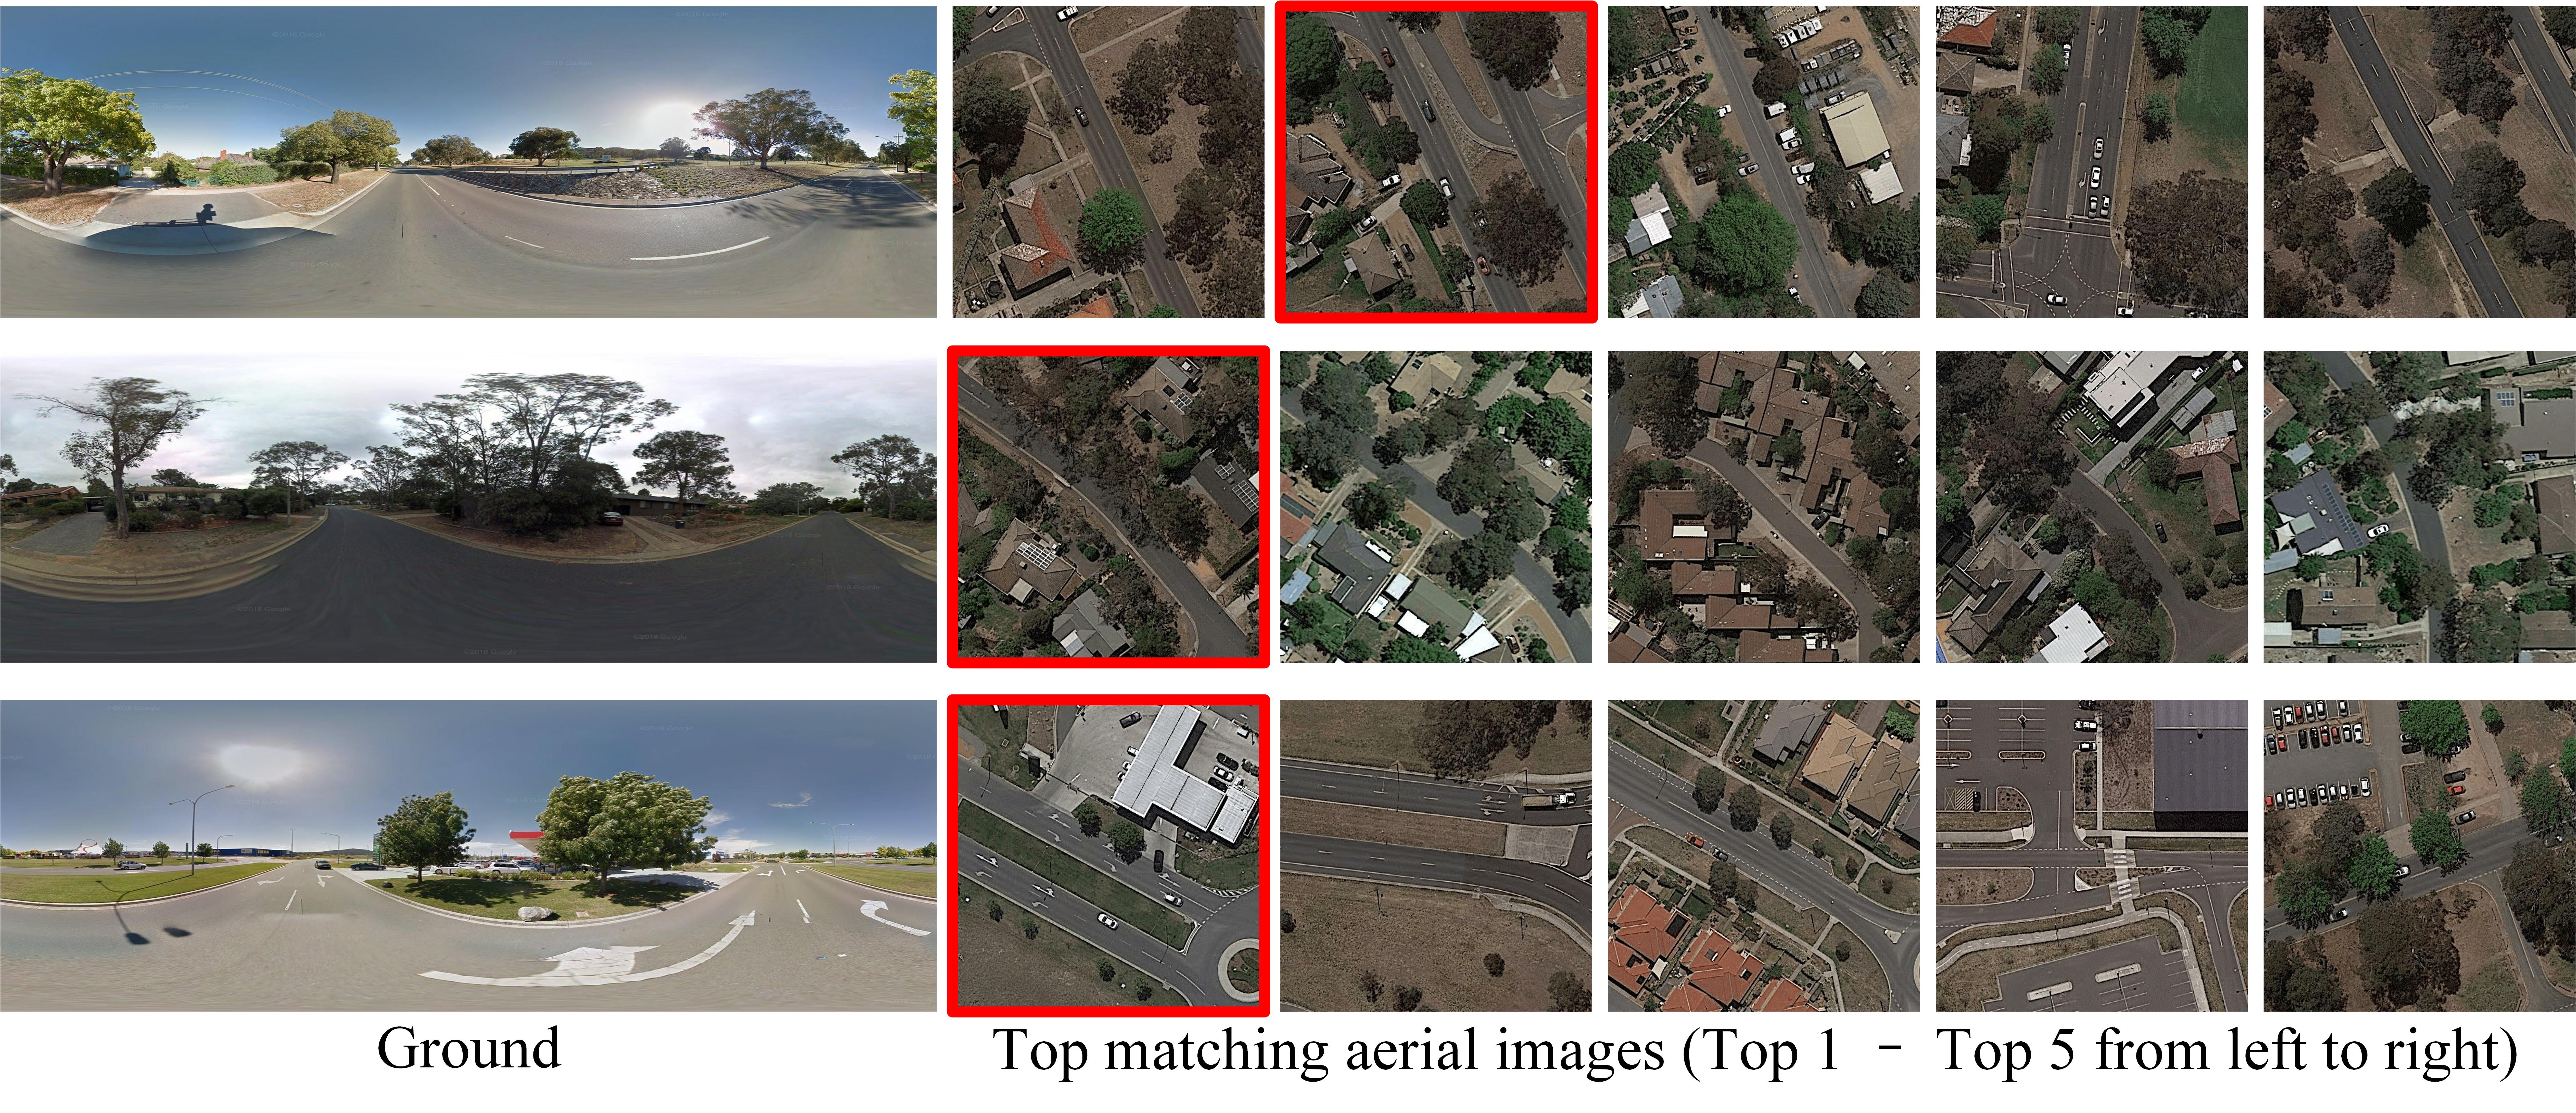 Ground
Top matching aerial images (Top 1 - Top 5 from left to right)